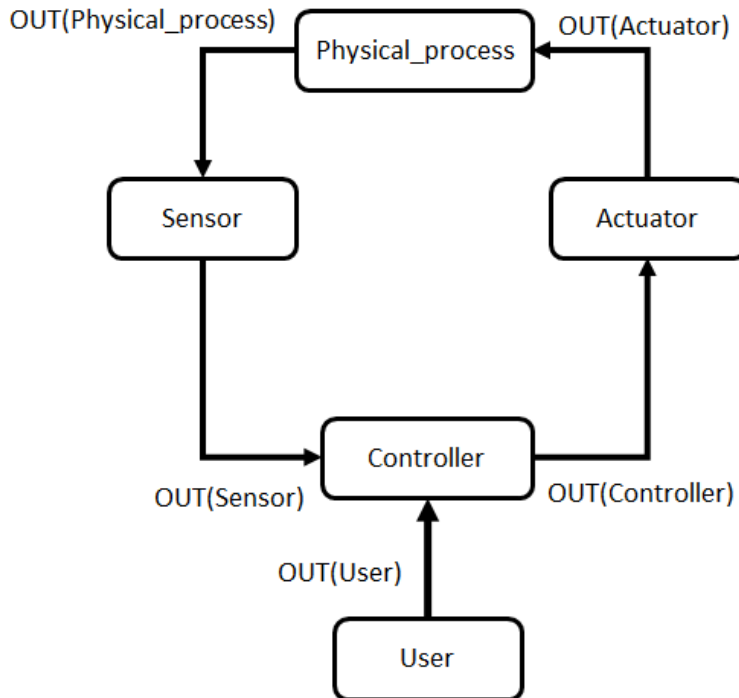 OUT(Physical_process)
OUT(Actuator)
Physical_process
Sensor
Actuator
Controller
OUT(Sensor)
OUT(Controller)
OUT(User)
User